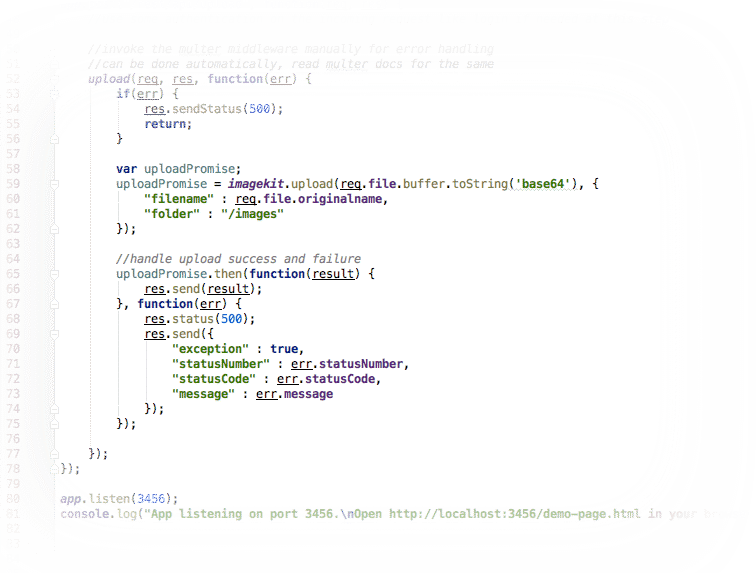 //invoke the multer middleware manually for error handling
51 //can be done automatically, read multer docs for the same
52 upload(req, res, function(err) {
53 if(err) {
54 res.sendStatus(500);
55 return;
56 }
57
58 var uploadPromise;
59 uploadPromise = imagekit.upload(req.file.buffer.toString('base64'), {
60 "filename" : req.file.originalname,
61 "folder" : "/images"
62 });
63
64 //handle upload success and failure
65 uploadPromise.then(function(result) {
66 res.send(result);
67 }, function(err) {
68 res.status(500);
69 res.send({
70 "exception" : true,
71 "statusNumber" : err.statusNumber,
72 "statusCode" : err.statusCode,
73 "message" : err.message
74 });
75 });
76
77 });
78 });
79
80 app.listen(3456);
81 console.log("App listening on port 3456.\nOpen http://localhost:3456/demo-page.html in your
82